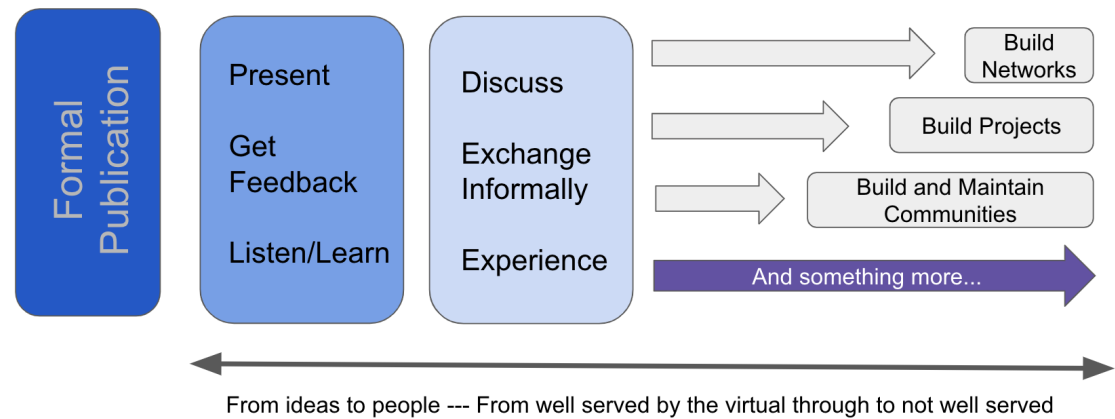 Formal
Publication
Present
Get
Feedback
Listen/Learn
Discuss
Exchange
Informally
Experience
Build
Networks
Build Projects
Build and Maintain
Communities
And something more...
From ideas to people --- From well served by the virtual through to not well served